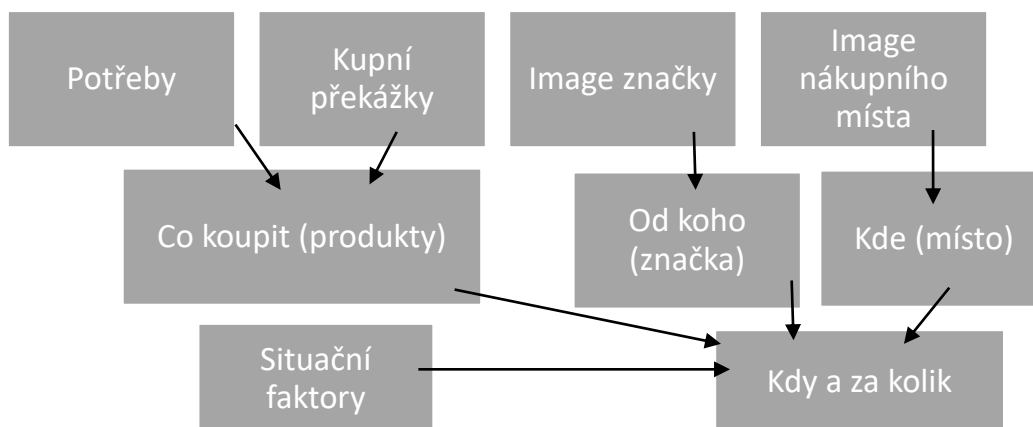 Potřeby
Kupní
překážky
Image značky
Image
nákupního
místa
Co koupit (produkty)
Od koho
(značka)
Kde (místo)
Situační
faktory
Kdy a za kolik